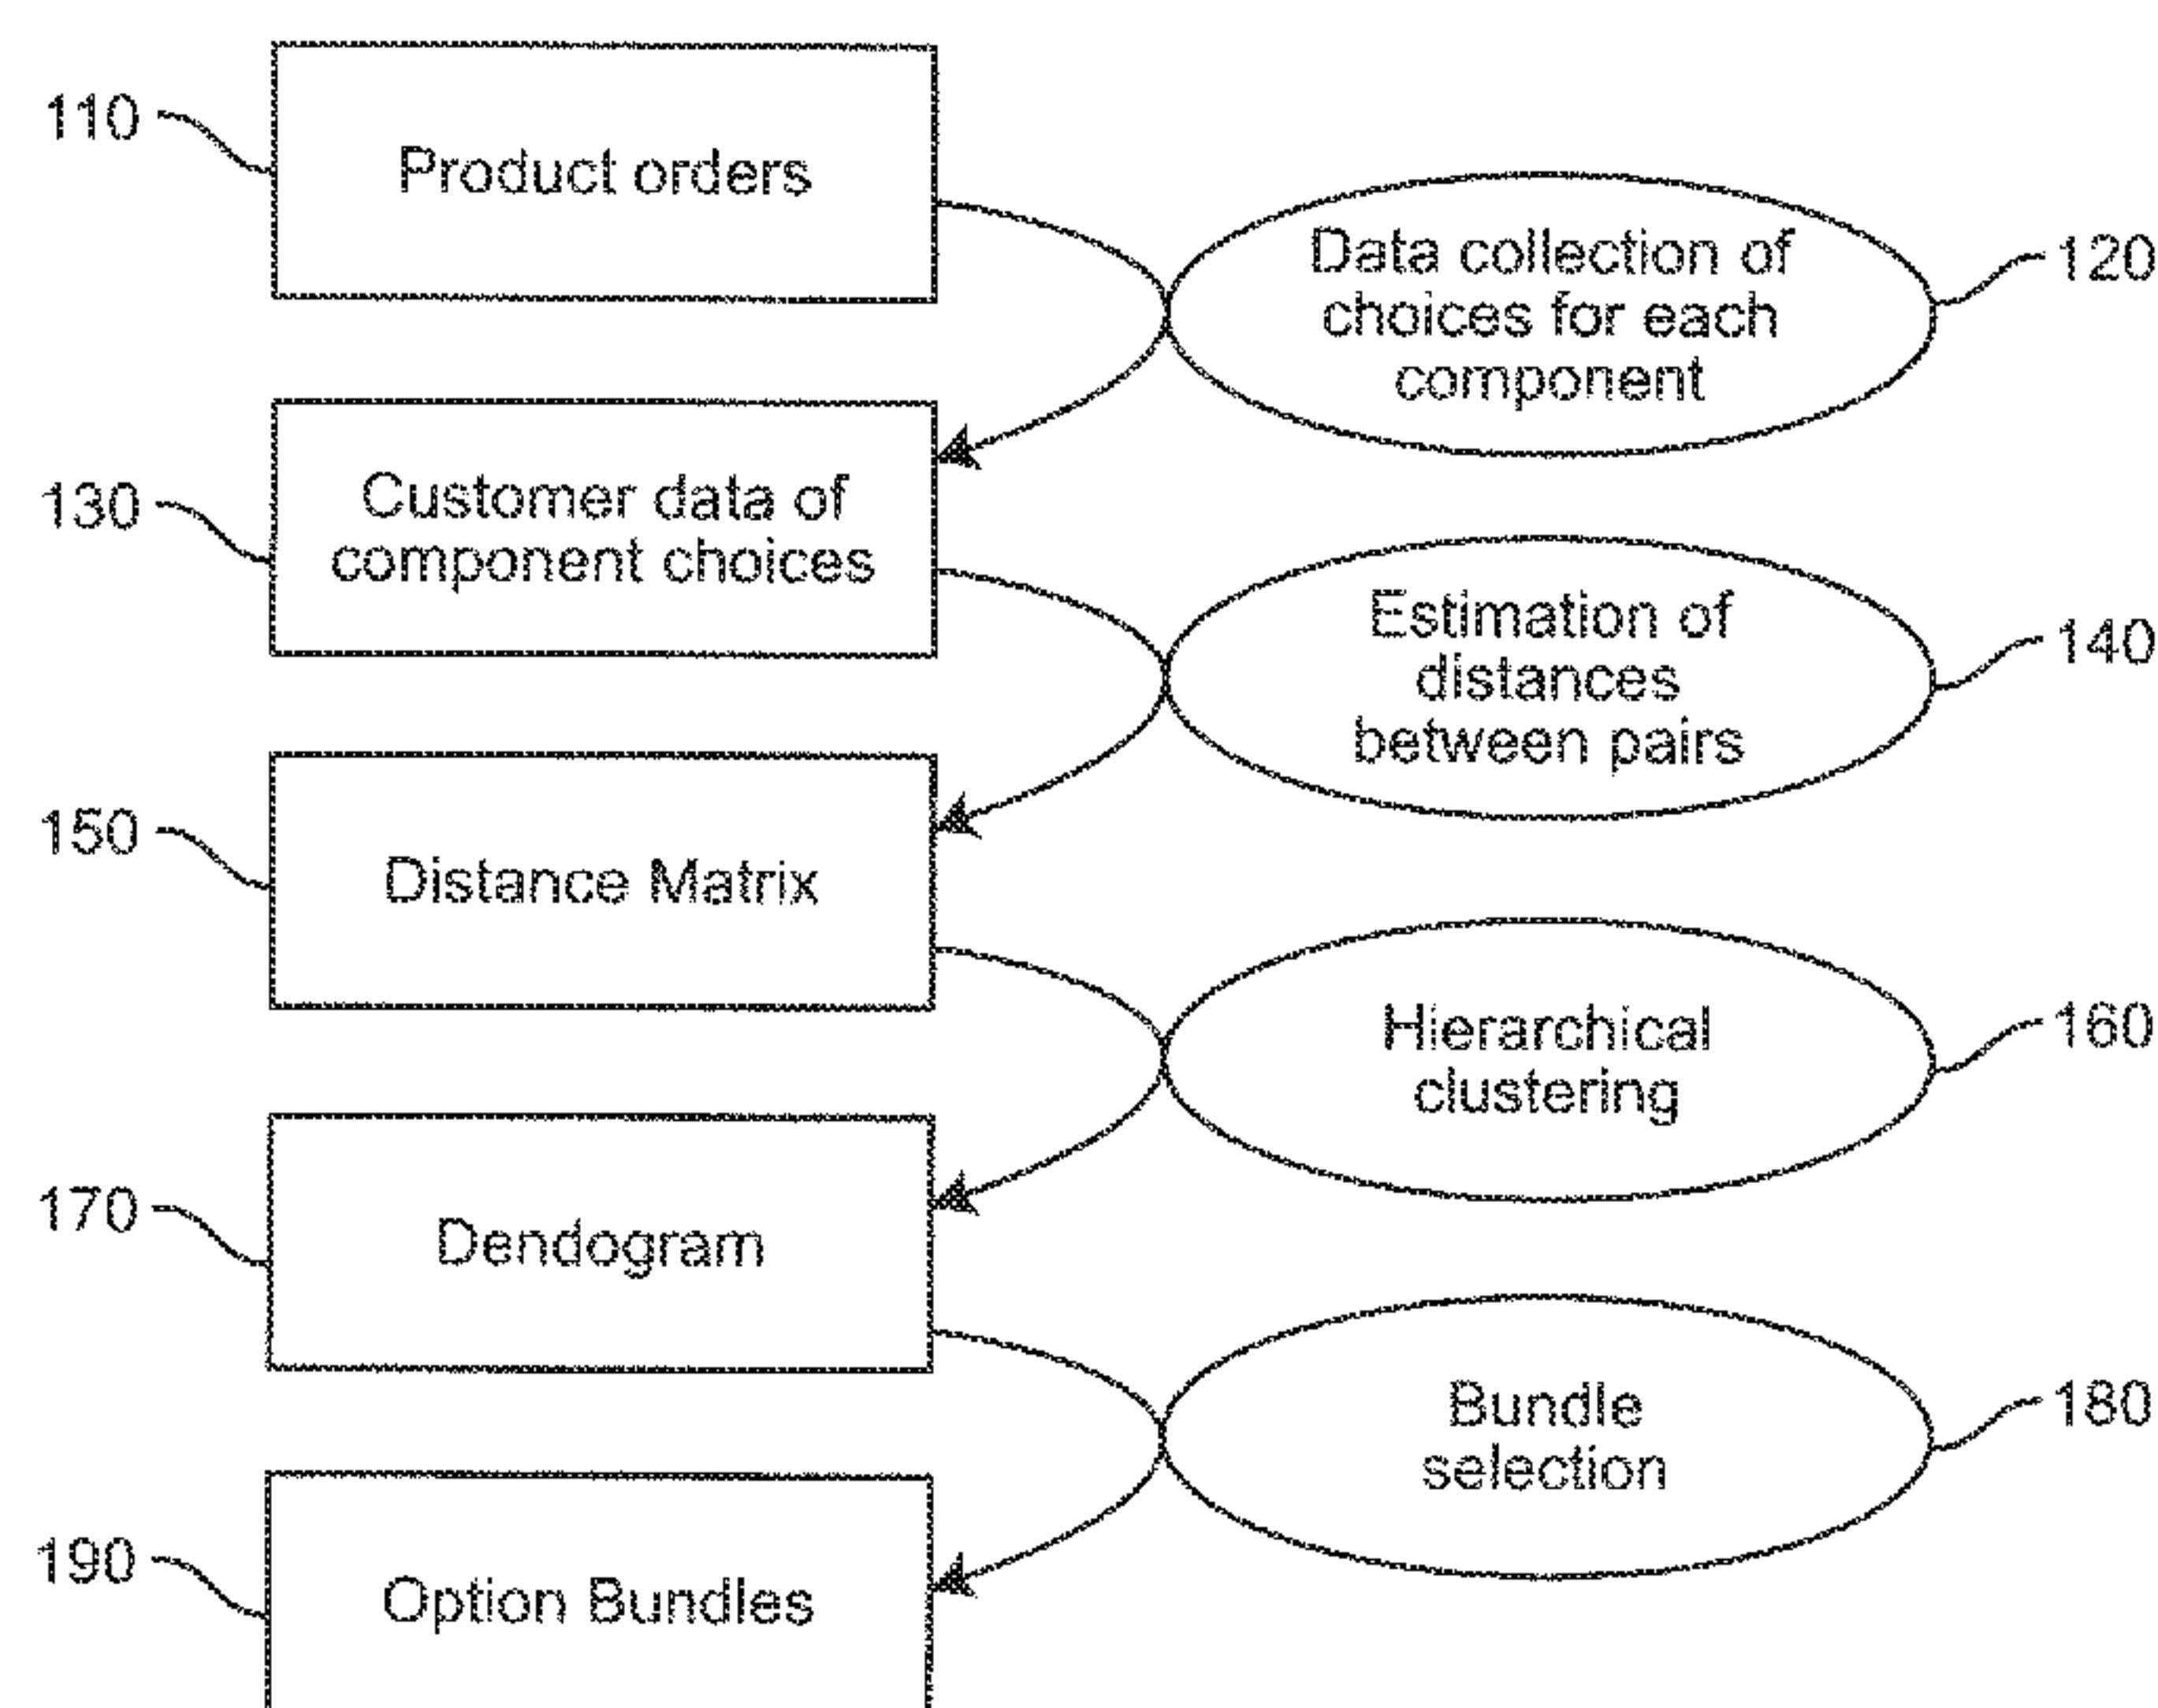 110
Product orders
Data collection of
choices for each
component
120
130
Customer data of
component choices
Estimation of
distances
between pairs
140
150
Distance Matrix
Hierarchical
clustering
160
170
Dendogram
Bundle
selection
180
190
Option Bundles